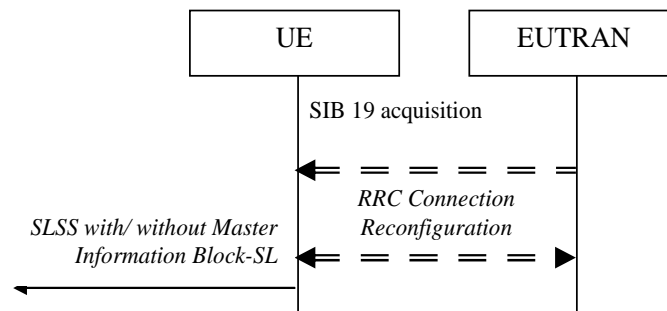 UE
EUTRAN
SIB 19 acquisition
RRC Connection
Reconfiguration
SLSS with/ without Master
Information Block-SL